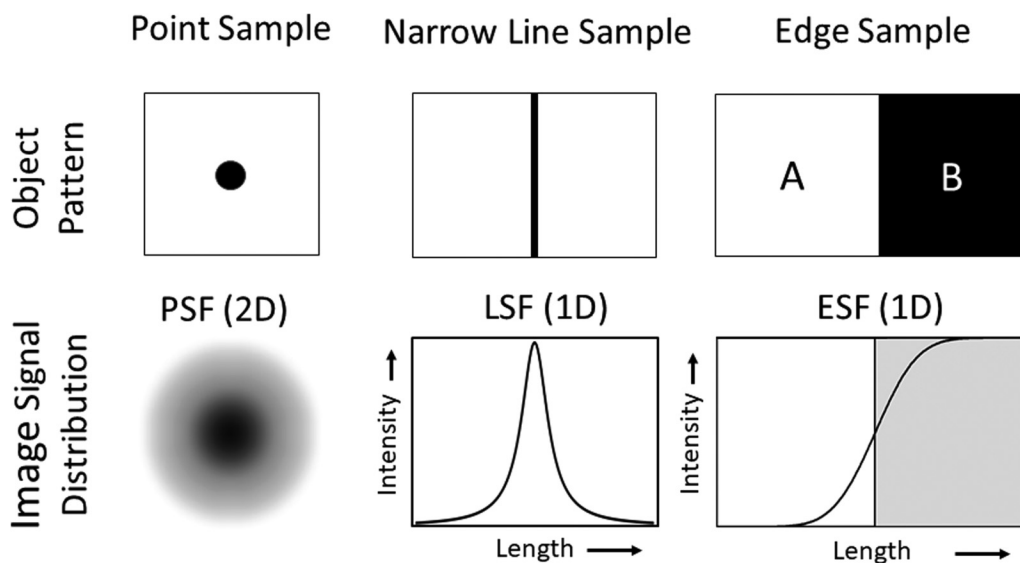 Point Sample
Narrow Line Sample
Edge Sample
Object
Pattern
A
B
PSF (2D)
LSF (1D)
ESF (1D)
Image Signal
Distribution
Intensity
Length
Intensity
Length